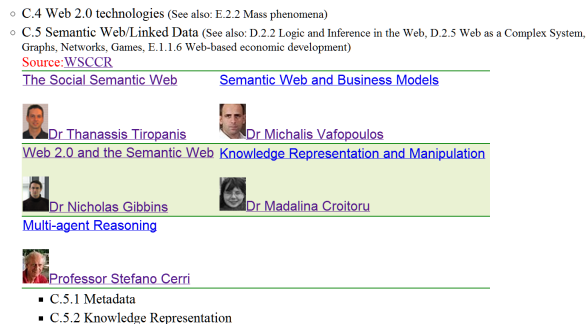 C.4 Web 2.0 technologies (See also: E.2.2 Mass phenomena)
C.5 Semantic Web/Linked Data (See also: D.2.2 Logic and Inference in the Web, D.2.5 Web as a Complex System,
Graphs, Networks, Games, E.1.1.6 Web-based economic development)
Source:WSCCR
The Social Semantic Web Semantic Web and Business Models
Dr Thanassis Tiropanis Dr Michalis Vafopoulos
Web 2.0 and the Semantic Web Knowledge Representation and Manipulation
Dr Nicholas Gibbins Dr Madalina Croitoru
Multi-agent Reasoning
Professor Stefano Cerri
C.5.1 Metadata
C.5.2 Knowledge Representation